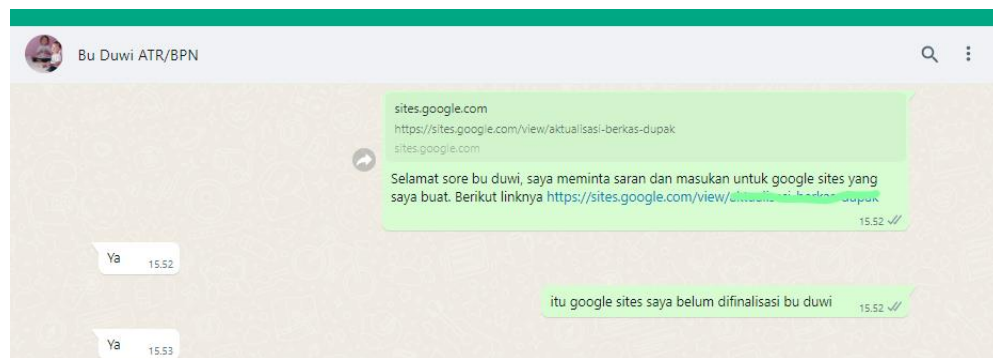 Bu Duwi ATR/BPN
sites.google.com
https://sites.google.com/view/aktualisasi-berkas-dupak
sites.google.com
Selamat sore bu duwi, saya meminta saran dan masukan untuk google sites yang
saya buat. Berikut linknya https://sites.google.com/view/
15.52
Ya 15.52
itu google sites saya belum difinalisasi bu duwi 15.52
Ya 15.53